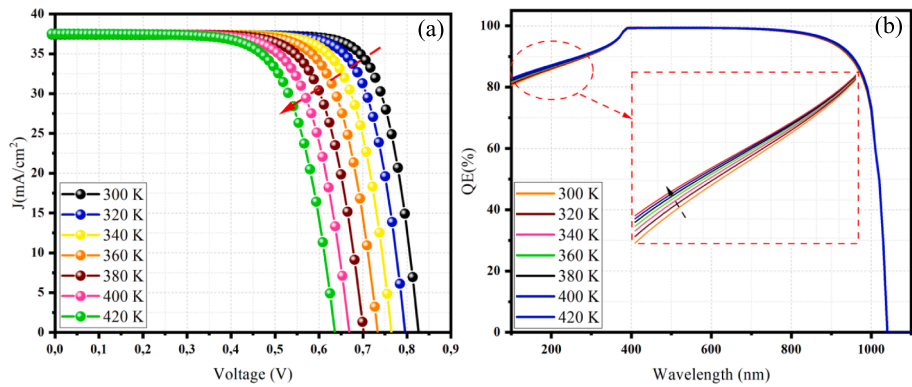 (a)
40
35
30
25
20
15
10
5
0
J(mA/cm²)
300 K
320 K
340 K
360 K
380 K
400 K
420 K
0,0 0,1 0,2 0,3 0,4 0,5 0,6 0,7 0,8 0,9
Voltage (V)
(b)
100
80
60
40
20
0
QE(%)
300 K
320 K
340 K
360 K
380 K
400 K
420 K
200 400 600 800 1000
Wavelength (nm)